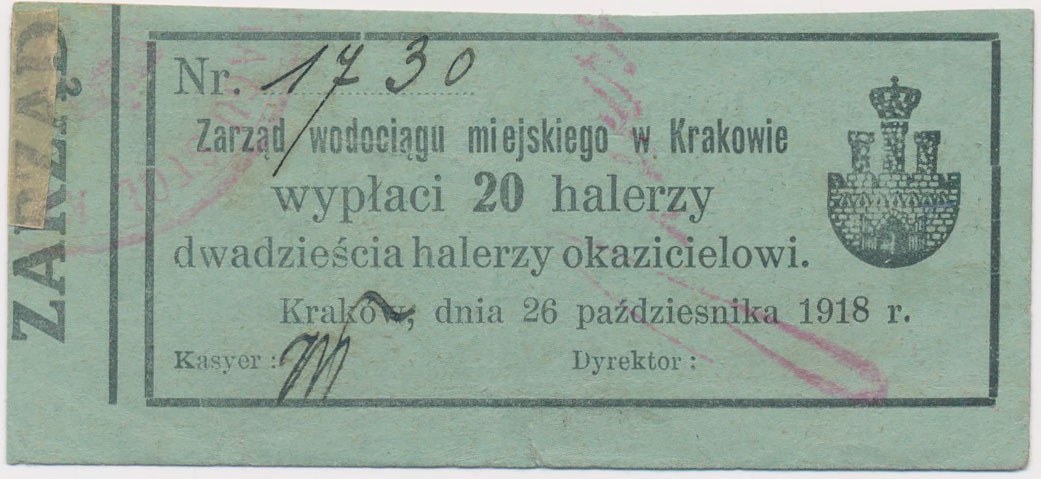 ZARZĄD
Nr. 1730
Zarząd wodociągu miejskiego w Krakowie
wypłaci 20 halerzy
dwadzieścia halerzy okazicielowi.
Kraków, dnia 26 paździesnika 1918 r.
Kasyer : Dyrektor :